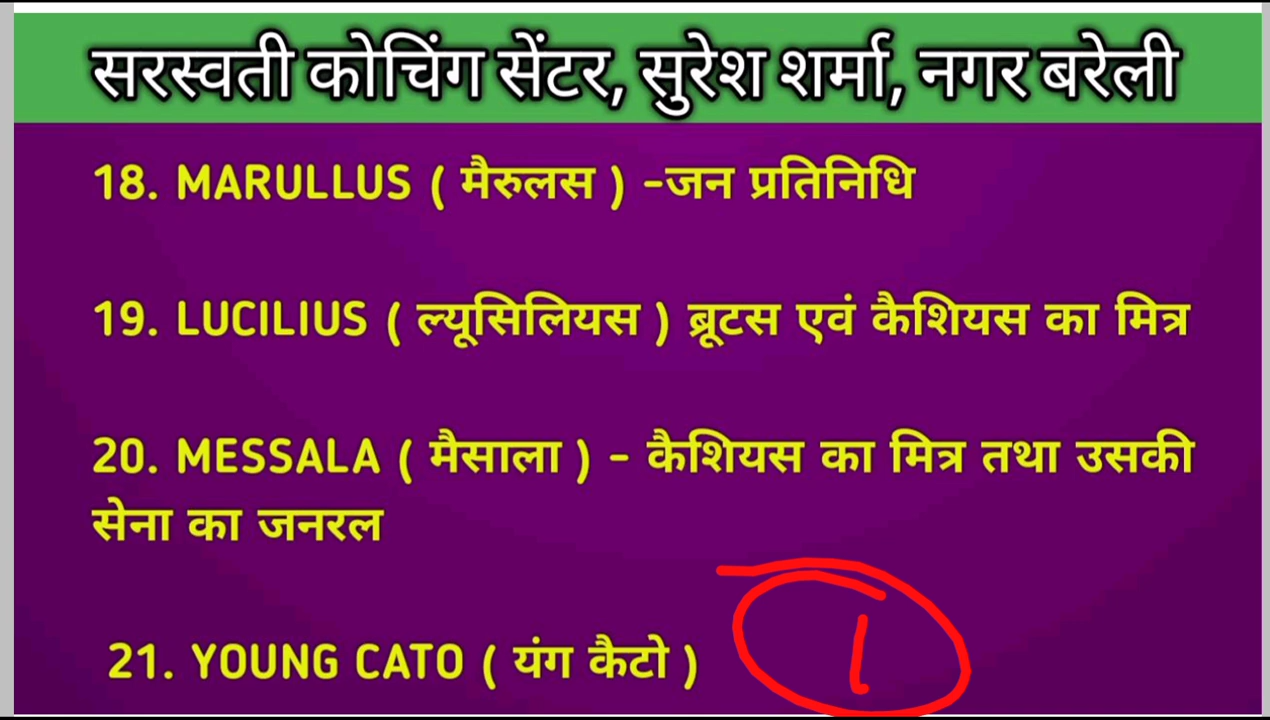 सरस्वती कोचिंग सेंटर, सुरेश शर्मा, नगर बरेली
18. MARULLUS ( मैरुलस ) -जन प्रतिनिधि
19. LUCILIUS ( ल्यूसिलियस ) ब्रूटस एवं कैशियस का मित्र
20. MESSALA ( मैसाला ) - कैशियस का मित्र तथा उसकी
सेना का जनरल
21. YOUNG CATO ( यंग कैटो )